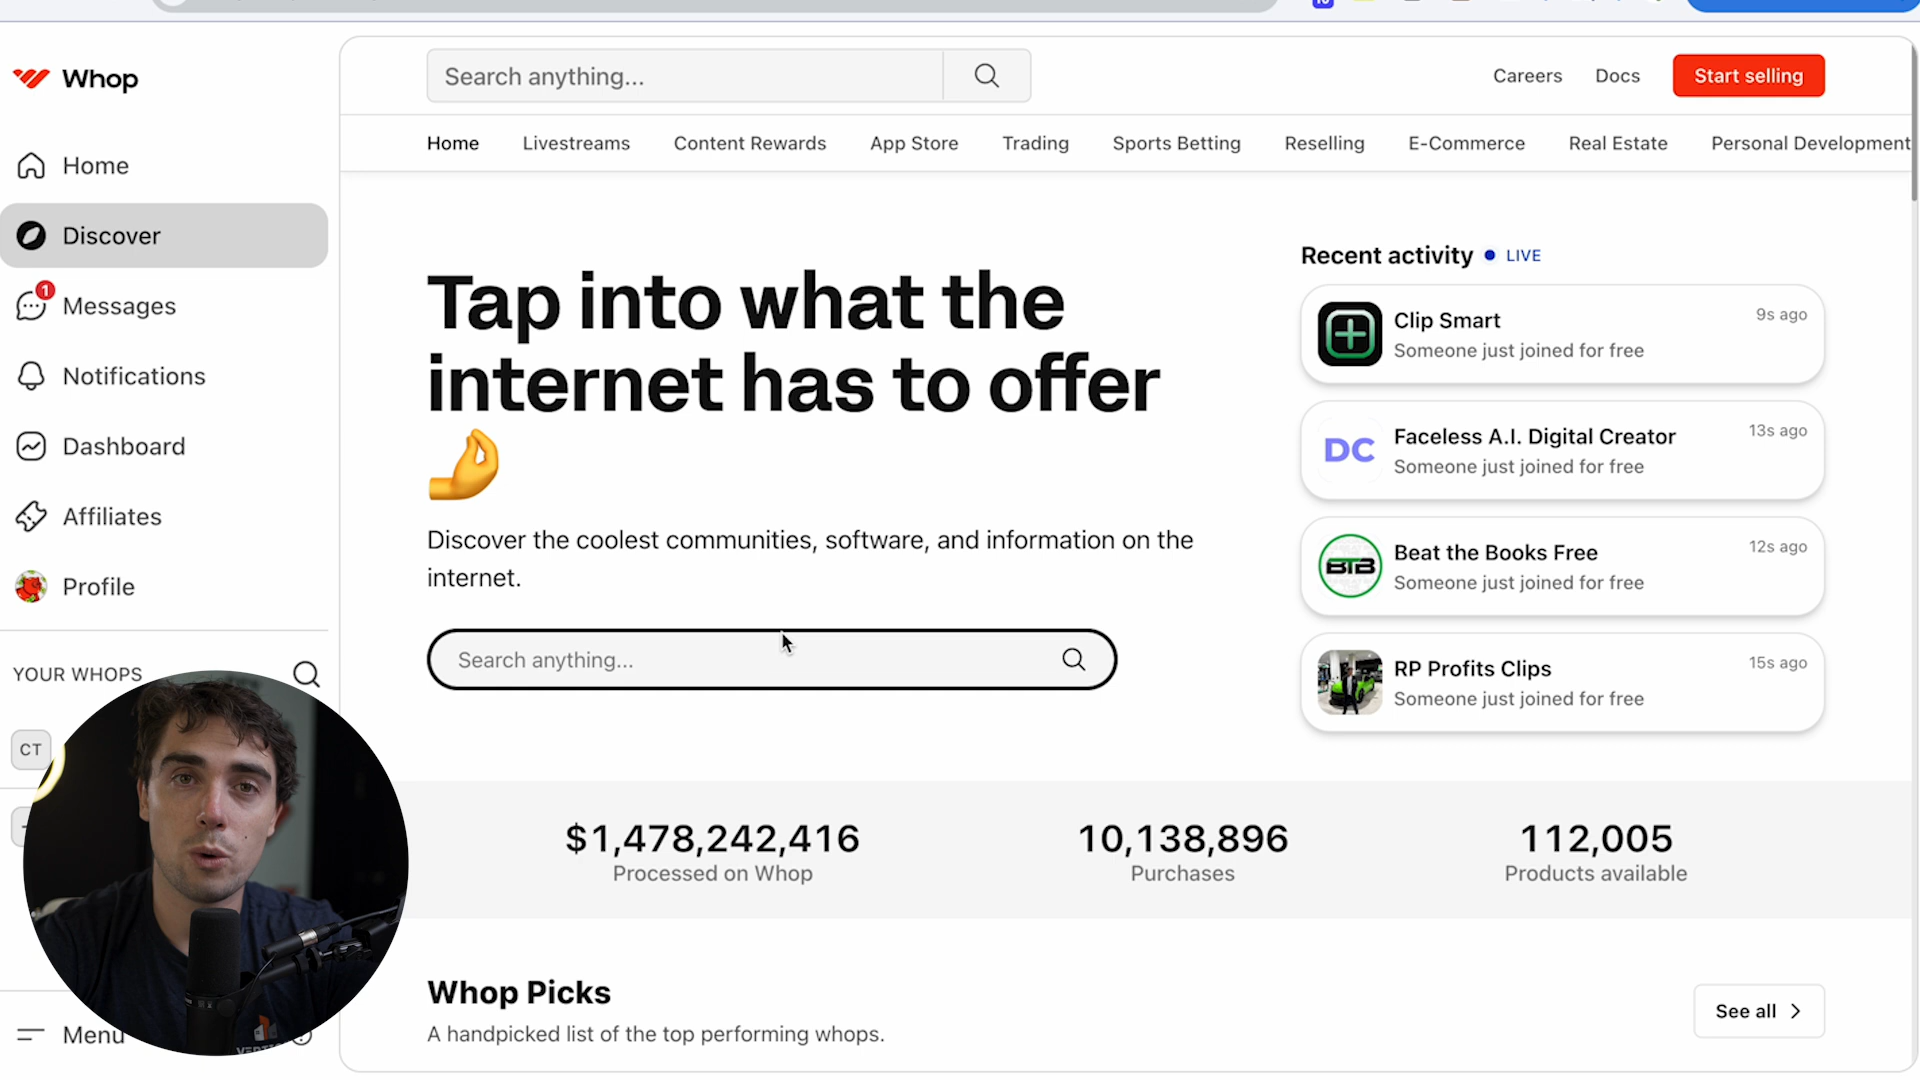 Whop
Home
Discover
1
Messages
Notifications
Dashboard
Affiliates
Profile
YOUR WHOPS
CT
Menu
Search anything...
Careers
Docs
Start selling
Home
Livestreams
Content Rewards
App Store
Trading
Sports Betting
Reselling
E-Commerce
Real Estate
Personal Development
Tap into what the
internet has to offer
Discover the coolest communities, software, and information on the
internet.
Search anything...
Recent activity
LIVE
Clip Smart
9s ago
Someone just joined for free
DC
Faceless A.I. Digital Creator
13s ago
Someone just joined for free
BTB
Beat the Books Free
12s ago
Someone just joined for free
RP Profits Clips
15s ago
Someone just joined for free
$1,478,242,416
Processed on Whop
10,138,896
Purchases
112,005
Products available
Whop Picks
A handpicked list of the top performing whops.
See all